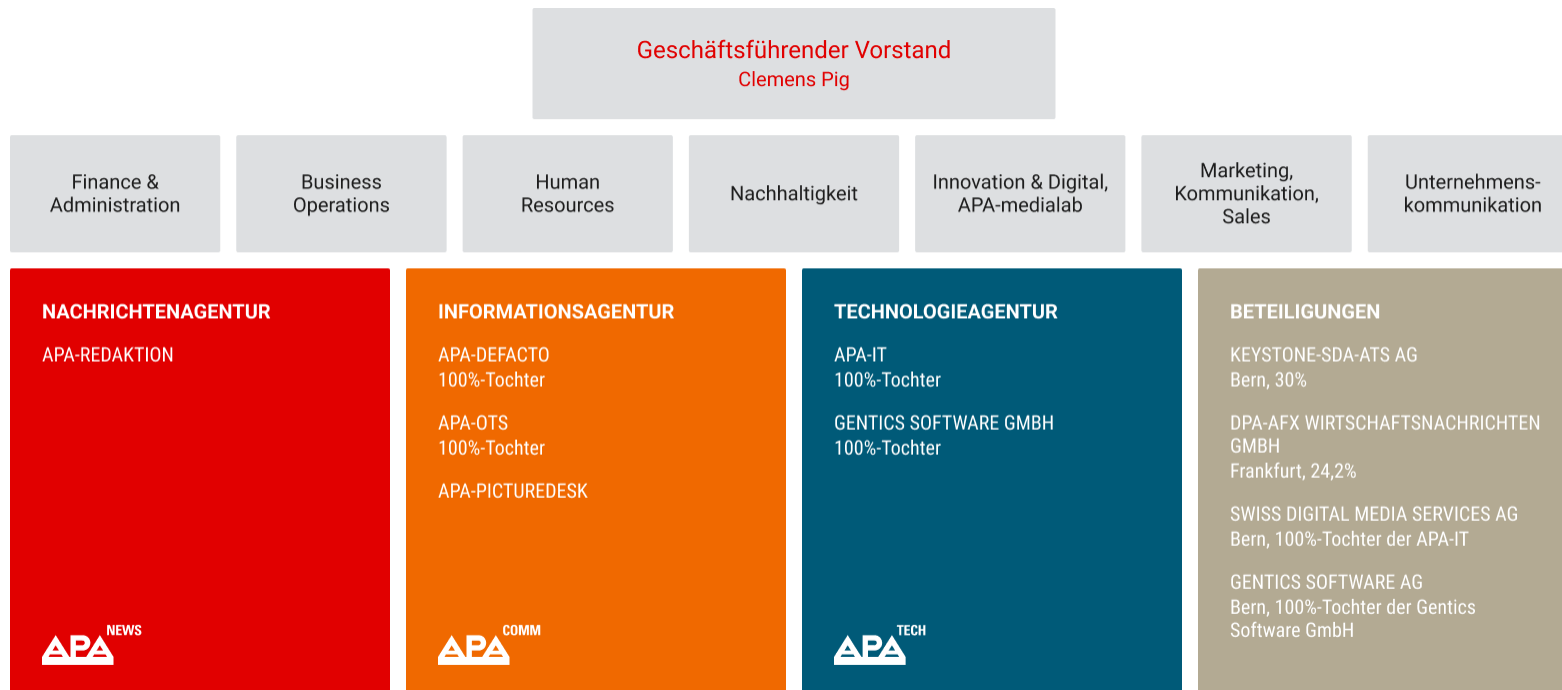 Geschäftsführender Vorstand
Clemens Pig
Finance &
Administration
Business
Operations
Human
Resources
Nachhaltigkeit
Innovation & Digital,
APA-medialab
Marketing,
Kommunikation,
Sales
Unternehmens-
kommunikation
NACHRICHTENAGENTUR
APA-REDAKTION
APA NEWS
INFORMATIONSAGENTUR
APA-DEFACTO
100%-Tochter
APA-OTS
100%-Tochter
APA-PICTUREDESK
APA COMM
TECHNOLOGIEAGENTUR
APA-IT
100%-Tochter
GENTICS SOFTWARE GMBH
100%-Tochter
APA TECH
BETEILIGUNGEN
KEYSTONE-SDA-ATS AG
Bern, 30%
DPA-AFX WIRTSCHAFTSNACHRICHTEN
GMBH
Frankfurt, 24,2%
SWISS DIGITAL MEDIA SERVICES AG
Bern, 100%-Tochter der APA-IT
GENTICS SOFTWARE AG
Bern, 100%-Tochter der Gentics
Software GmbH